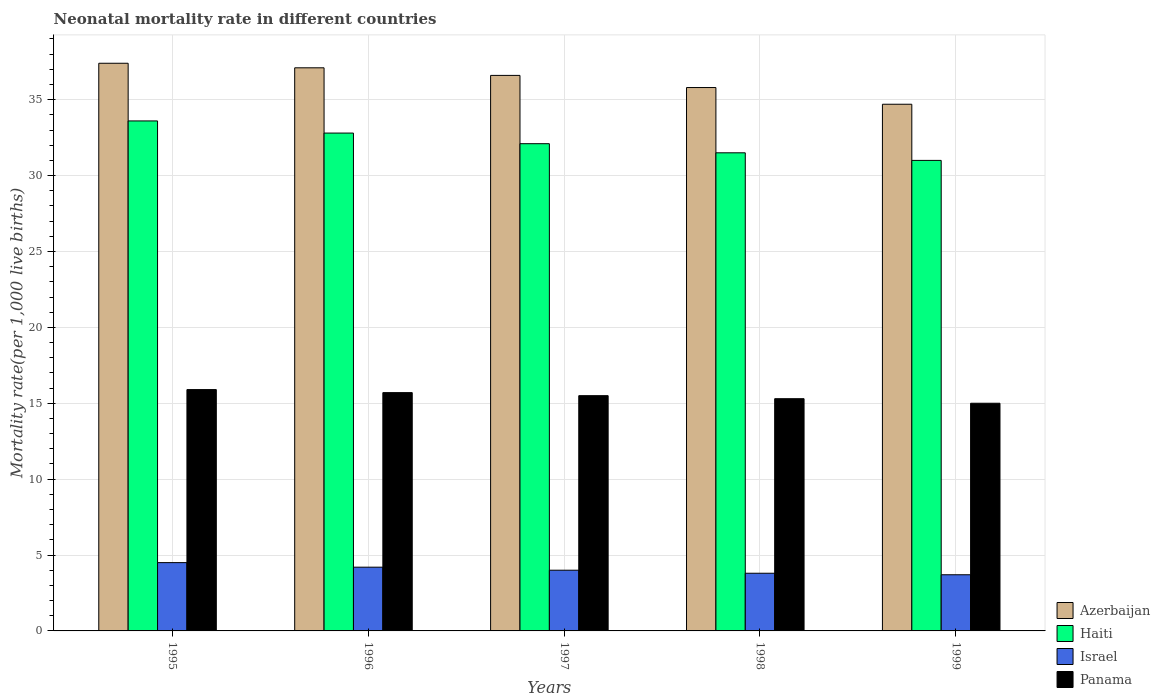 Neonatal mortality rate in different countries
Mortality rate(per 1,000 live births)
35
30
25
20
15
10
5
0
1995
1996
1997
1998
1999
Years
Azerbaijan
Haiti
Israel
Panama